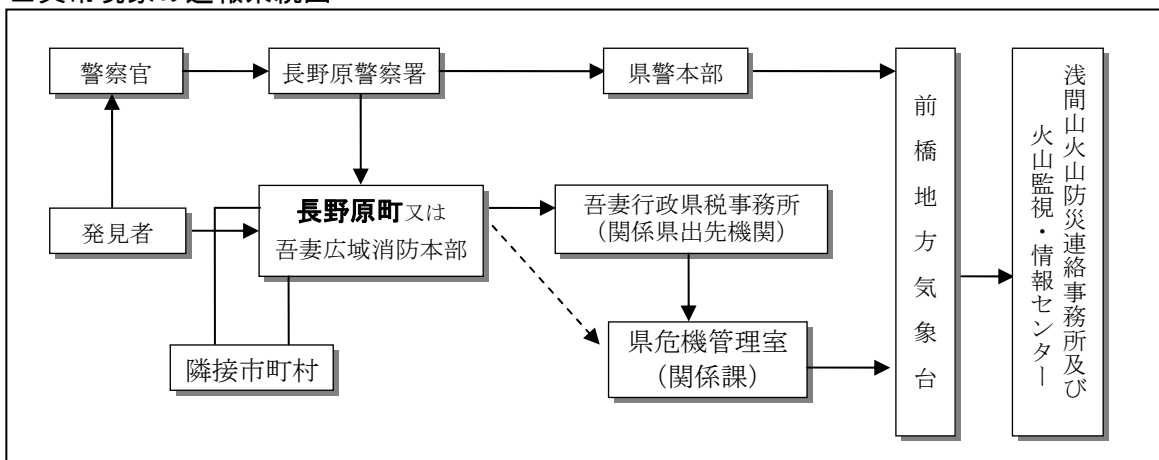 警察官
長野原警察署
県警本部
発見者
長野原町又は
吾妻広域消防本部
吾妻行政県税事務所
（関係県出先機関）
隣接市町村
県危機管理室
（関係課）
前橋地方気象台
浅間山火山防災連絡事務所及び
火山監視・情報センター